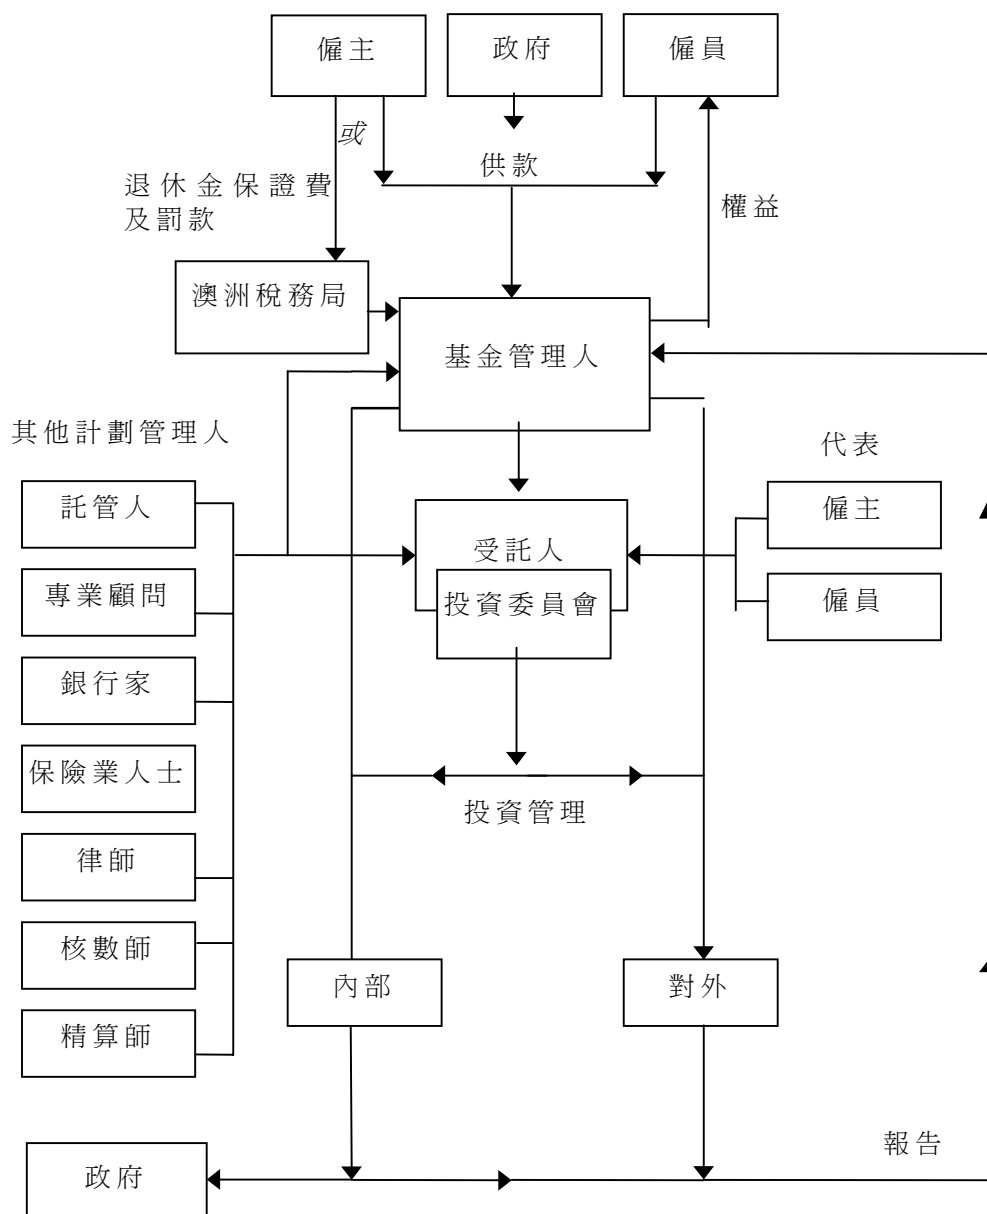 僱主
政府
僱員
或
供款
退休金保證費
及罰款
權益
澳洲稅務局
基金管理人
其他計劃管理人
代表
託管人
僱主
受託人
專業顧問
投資委員會
僱員
銀行家
保險業人士
投資管理
律師
核數師
內部
對外
精算師
報告
政府